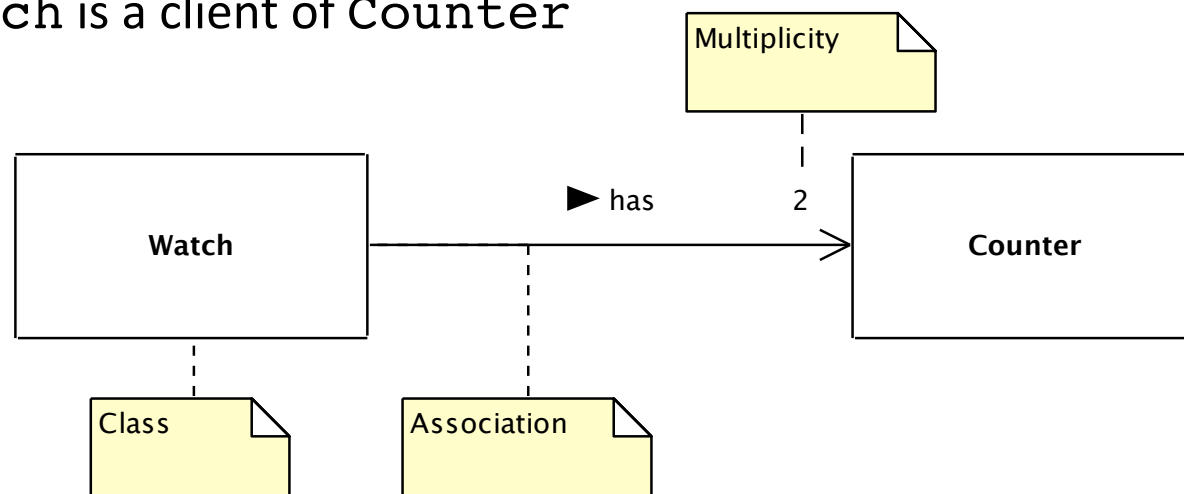 ch is a client of Counter
Multiplicity
has
2
Watch
Counter
Class
Association